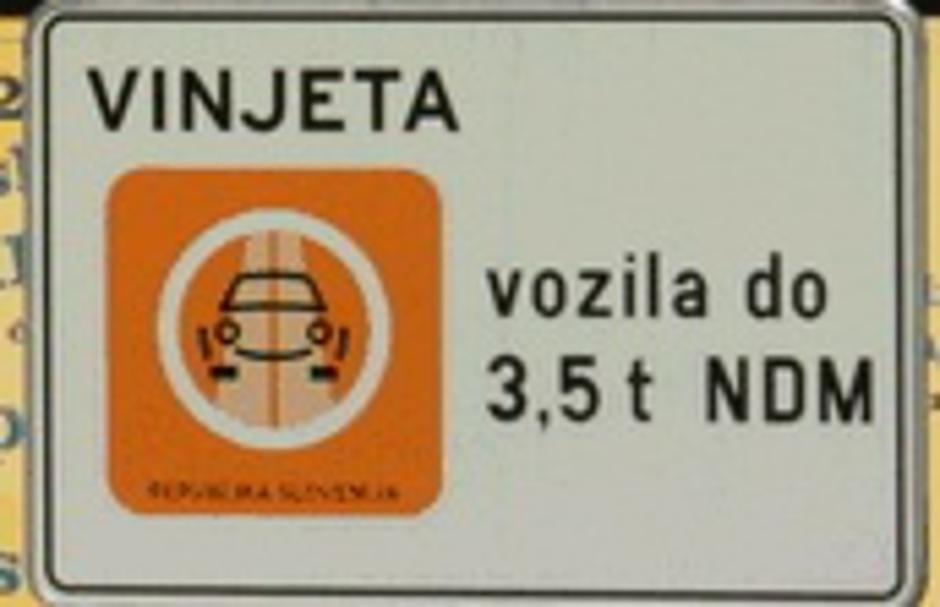 VINJETA
vozila do
3,5 t NDM
REPUBLIKA SLOVENIJA